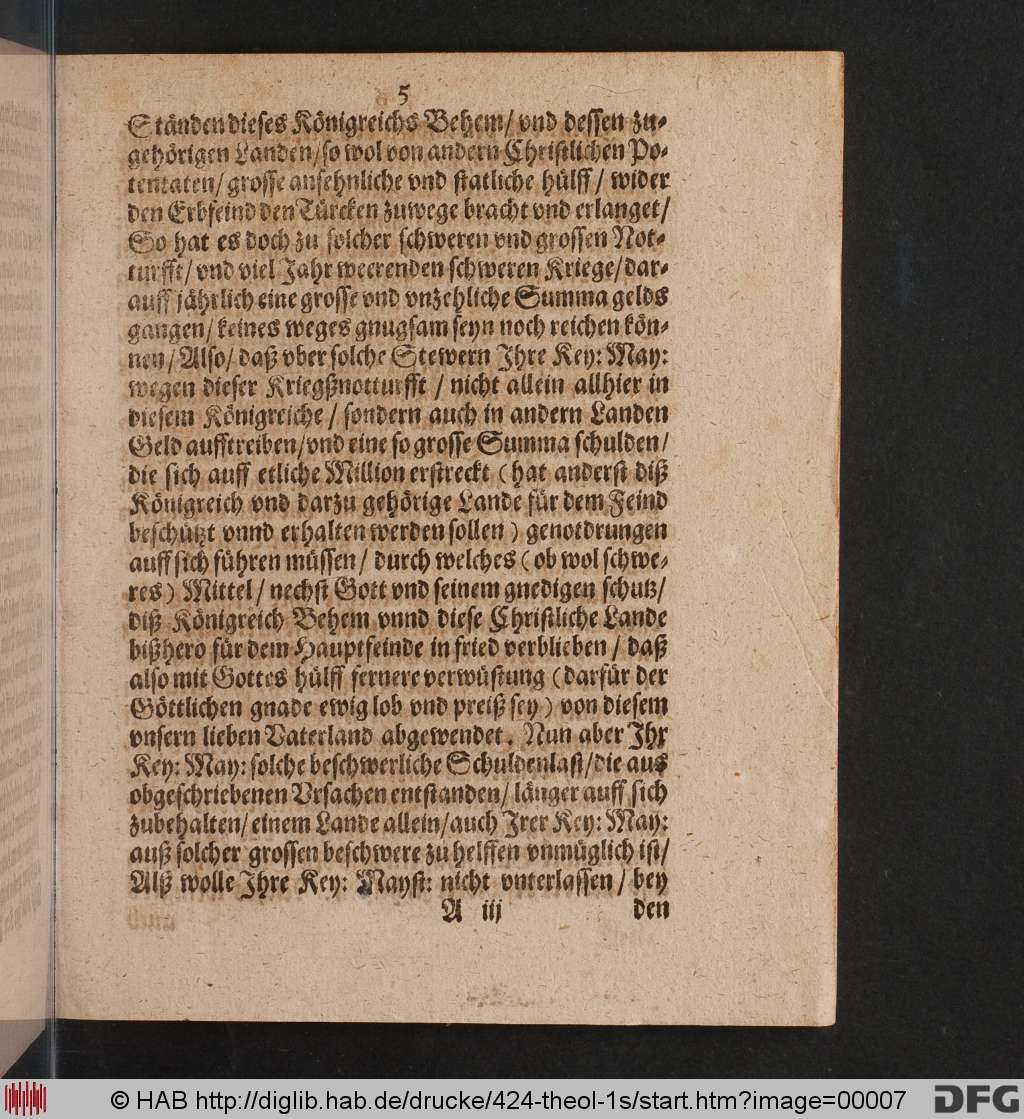 5
Ständen dieses Königreichs Behem/ vnd dessen zu-
gehörigen Landen/ so wol von andern Christlichen Po-
tentaten/ grosse ansehnliche vnd statliche hülff/ wider
den Erbfeind den Türcken zuwege bracht vnd erlanget/
So hat es doch zu solcher schweren vnd grossen Not-
turfft/ vnd viel Jahr weerenden schweren Kriege/ dar-
auff jährlich eine grosse vnd vnzehliche Summa gelds
gangen/ keines weges gnugsam seyn noch reichen kön-
nen/ Also/ daß vber solche Stewern Ihre Key: May:
wegen dieser Kriegßnotturfft/ nicht allein allhier in
diesem Königreiche/ sondern auch in andern Landen
Geld aufftreiben/ vnd eine so grosse Summa schulden/
die sich auff etliche Million erstreckt (hat anderst diß
Königreich vnd darzu gehörige Lande für dem Feind
beschützt vnnd erhalten werden sollen) genotdrungen
auff sich führen müssen/ durch welches (ob wol schwe-
res) Mittel/ nechst Gott vnd seinem gnedigen schutz/
diß Königreich Behem vnnd diese Christliche Lande
bißhero für dem Hauptfeinde in fried verblieben/ daß
also mit Gottes hülff fernere verwüstung (darfür der
Göttlichen gnade ewig lob vnd preiß sey) von diesem
vnsern lieben Vaterland abgewendet. Nun aber Ihr
Key: May: solche beschwerliche Schuldenlast/ die aus
obgeschriebenen Vrsachen entstanden/ länger auff sich
zubehalten/ einem Lande allein/ auch Irer Key: May:
auß solcher grossen beschwere zu helffen vnmüglich ist/
Alß wolle Ihre Key: Mayst: nicht vnterlassen/ bey
A iij den
© HAB http://diglib.hab.de/drucke/424-theol-1s/start.htm?image=00007
DFG